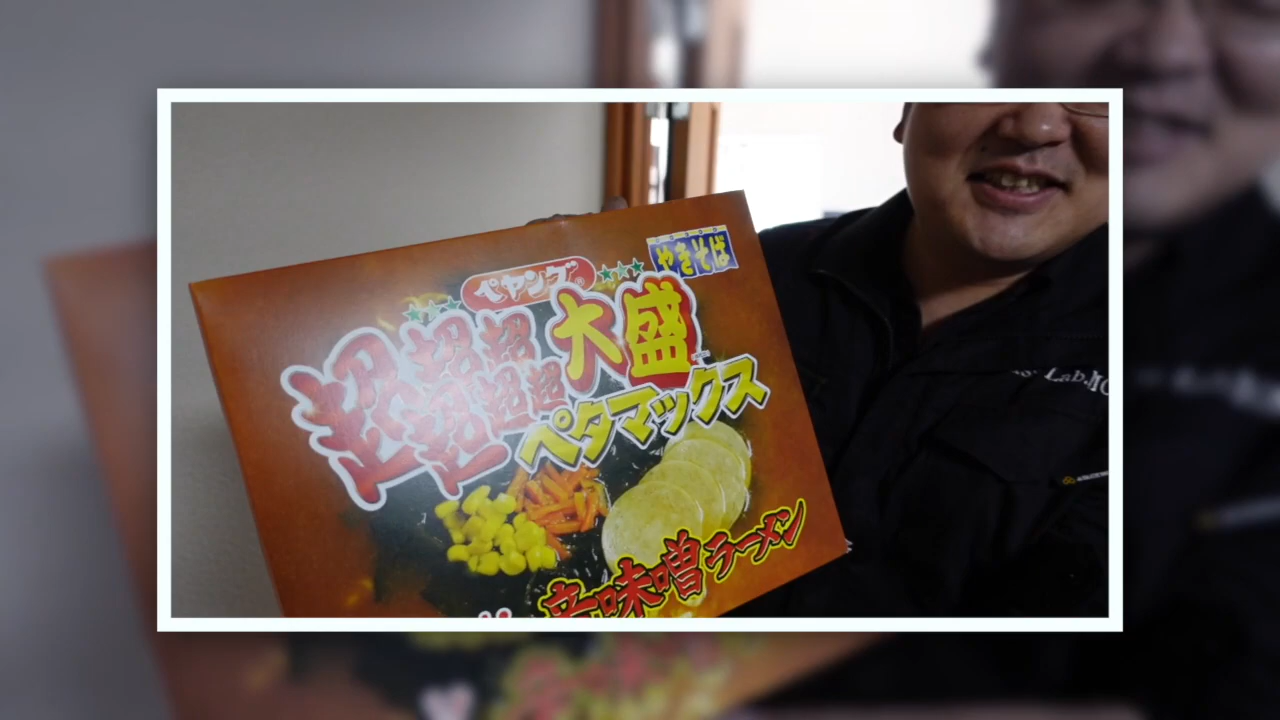 ペヤング
やきそば
超超超超超超大盛
ペタマックス
辛味噌ラーメン
Lab.